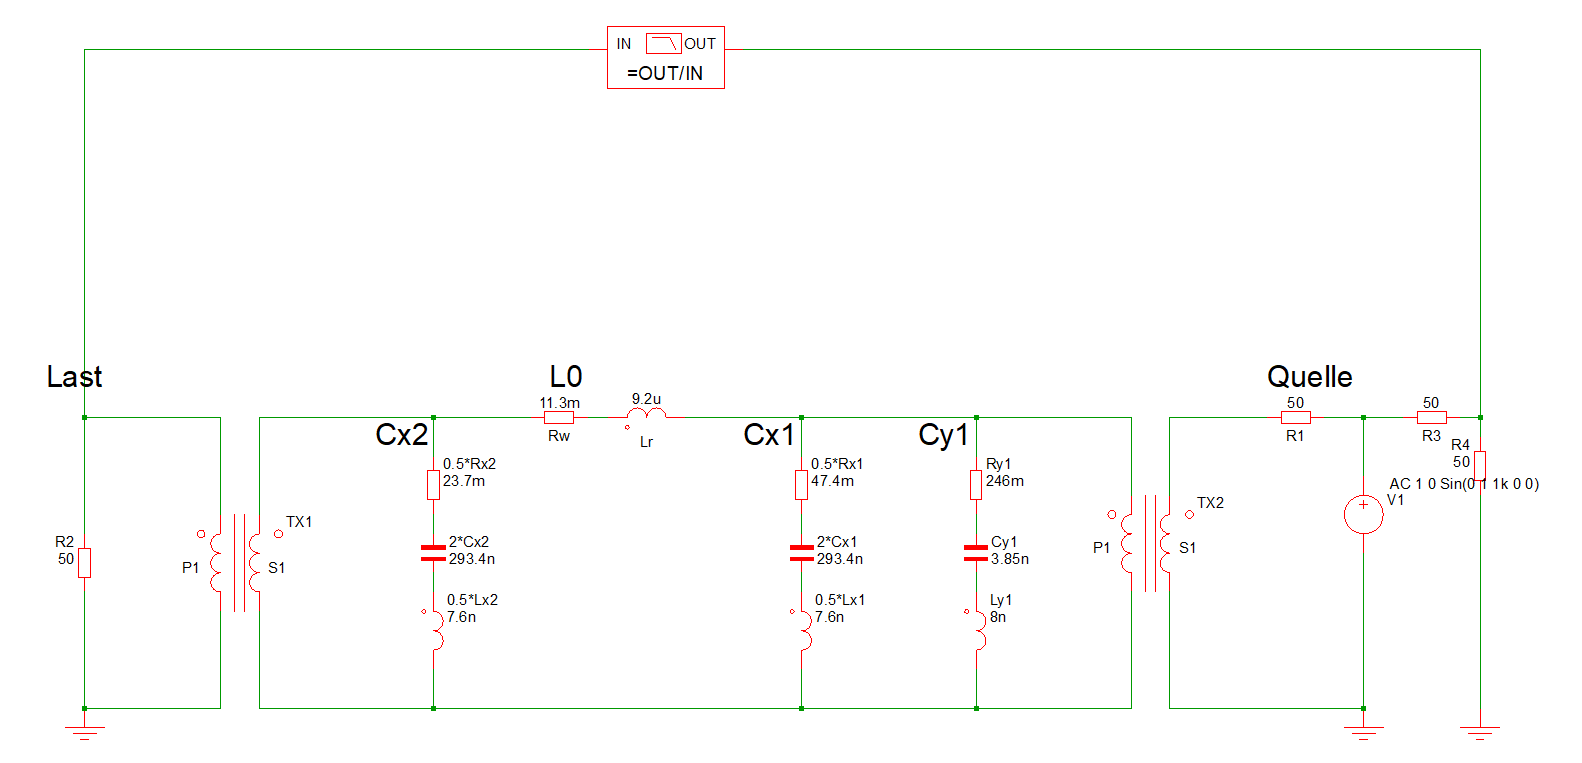 IN OUT
=OUT/IN
Last
L0
Quelle
11.3m
Rw
9.2u
Lr
50
R1
50
R3
Cx2
Cx1
Cy1
R4
50
0.5*Rx2
23.7m
0.5*Rx1
47.4m
Ry1
246m
AC 1 0 Sin(0 1 1k 0 0)
V1
TX1
TX2
R2
50
P1
S1
2*Cx2
293.4n
2*Cx1
293.4n
Cy1
3.85n
P1
S1
0.5*Lx2
7.6n
0.5*Lx1
7.6n
Ly1
8n